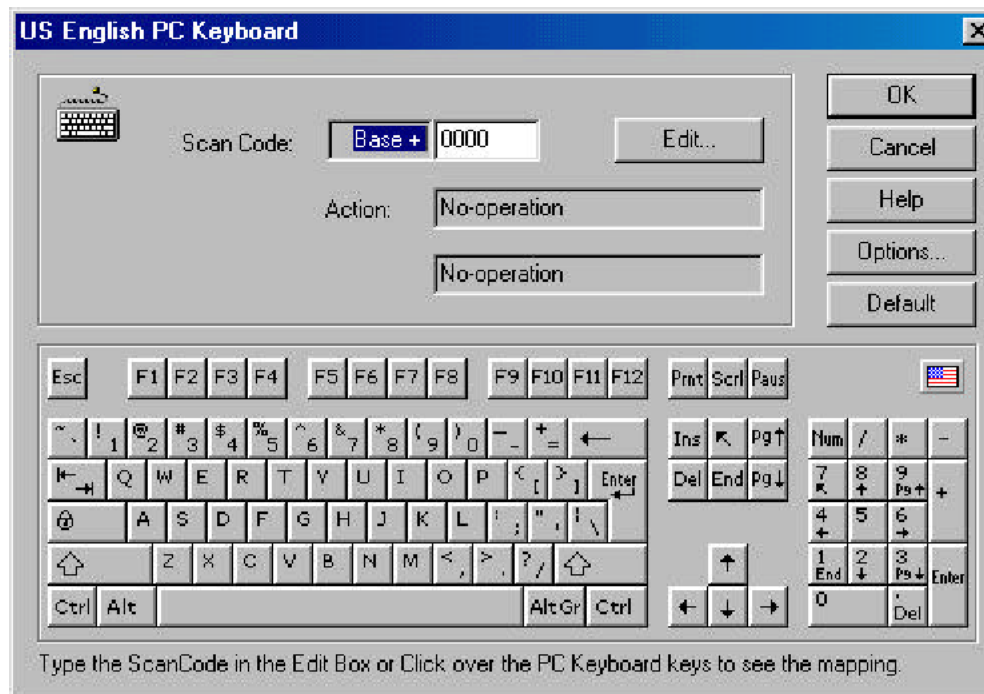 US English PC Keyboard
OK
Scan Code: Base + 0000 Edit...
Cancel
Action: No-operation
Help
No-operation
Options...
Default
Esc F1 F2 F3 F4 F5 F6 F7 F8 F9 F10 F11 F12 Prnt Scrl Paus
~ ` ! 1 @ 2 # 3 $ 4 % 5 ^ 6 & 7 * 8 ( 9 ) 0 _ - + = ← Ins ↖ Pg↑ Num / * -
Q W E R T Y U I O P { [ } ] Enter Del End Pg↓ 7 8 9 Pg↑ +
A S D F G H J K L : ; " ' | \ 4 5 6
Z X C V B N M < , > . ? / ↑ 1 End 2 ↓ 3 Pg↓ Enter
Ctrl Alt AltGr Ctrl ← ↓ → 0 . Del
Type the ScanCode in the Edit Box or Click over the PC Keyboard keys to see the mapping.